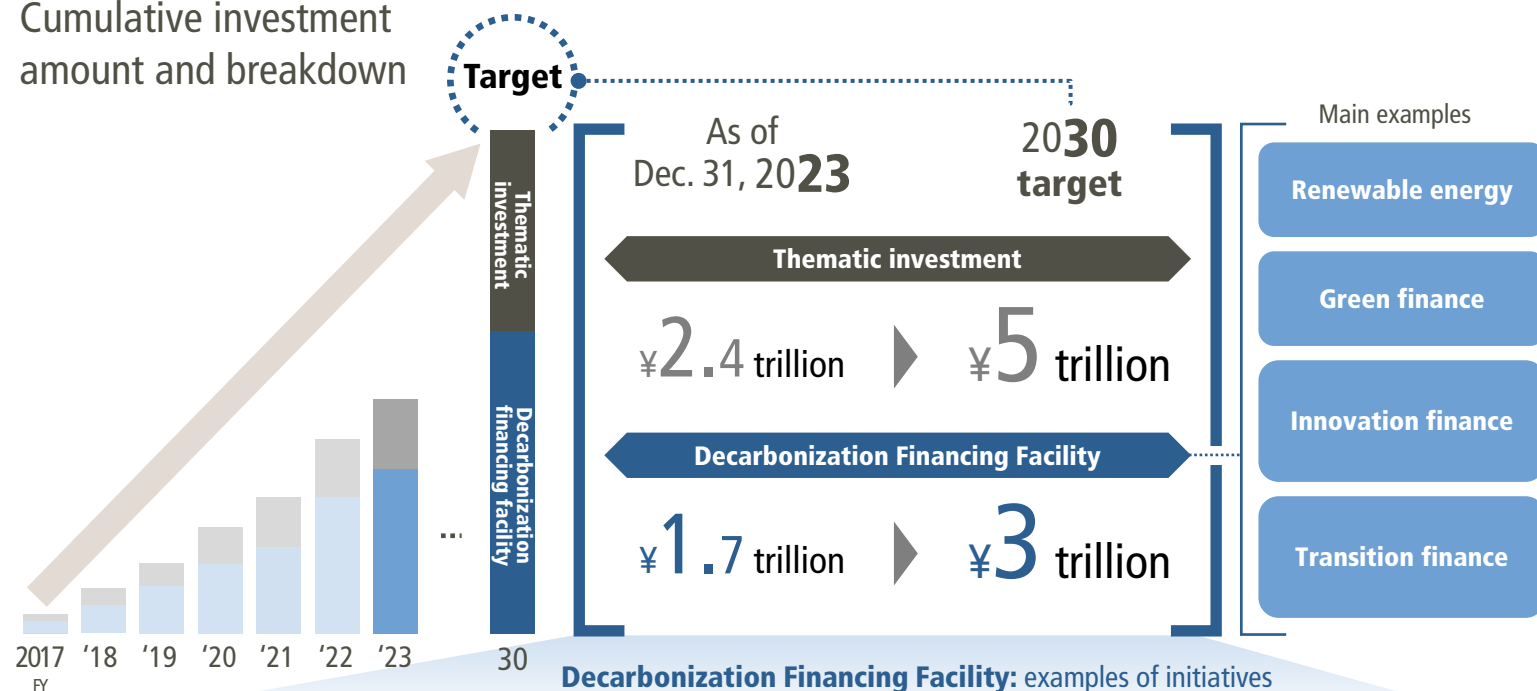 Cumulative investment
amount and breakdown
Target
Thematic
investment
Decarbonization
financing facility
...
2017
FY
‘18
‘19
‘20
‘21
‘22
‘23
30
As of
Dec. 31, 2023
2030
target
Thematic investment
¥2.4 trillion
¥5 trillion
Decarbonization Financing Facility
¥1.7 trillion
¥3 trillion
Main examples
Renewable energy
Green finance
Innovation finance
Transition finance
Decarbonization Financing Facility: examples of initiatives